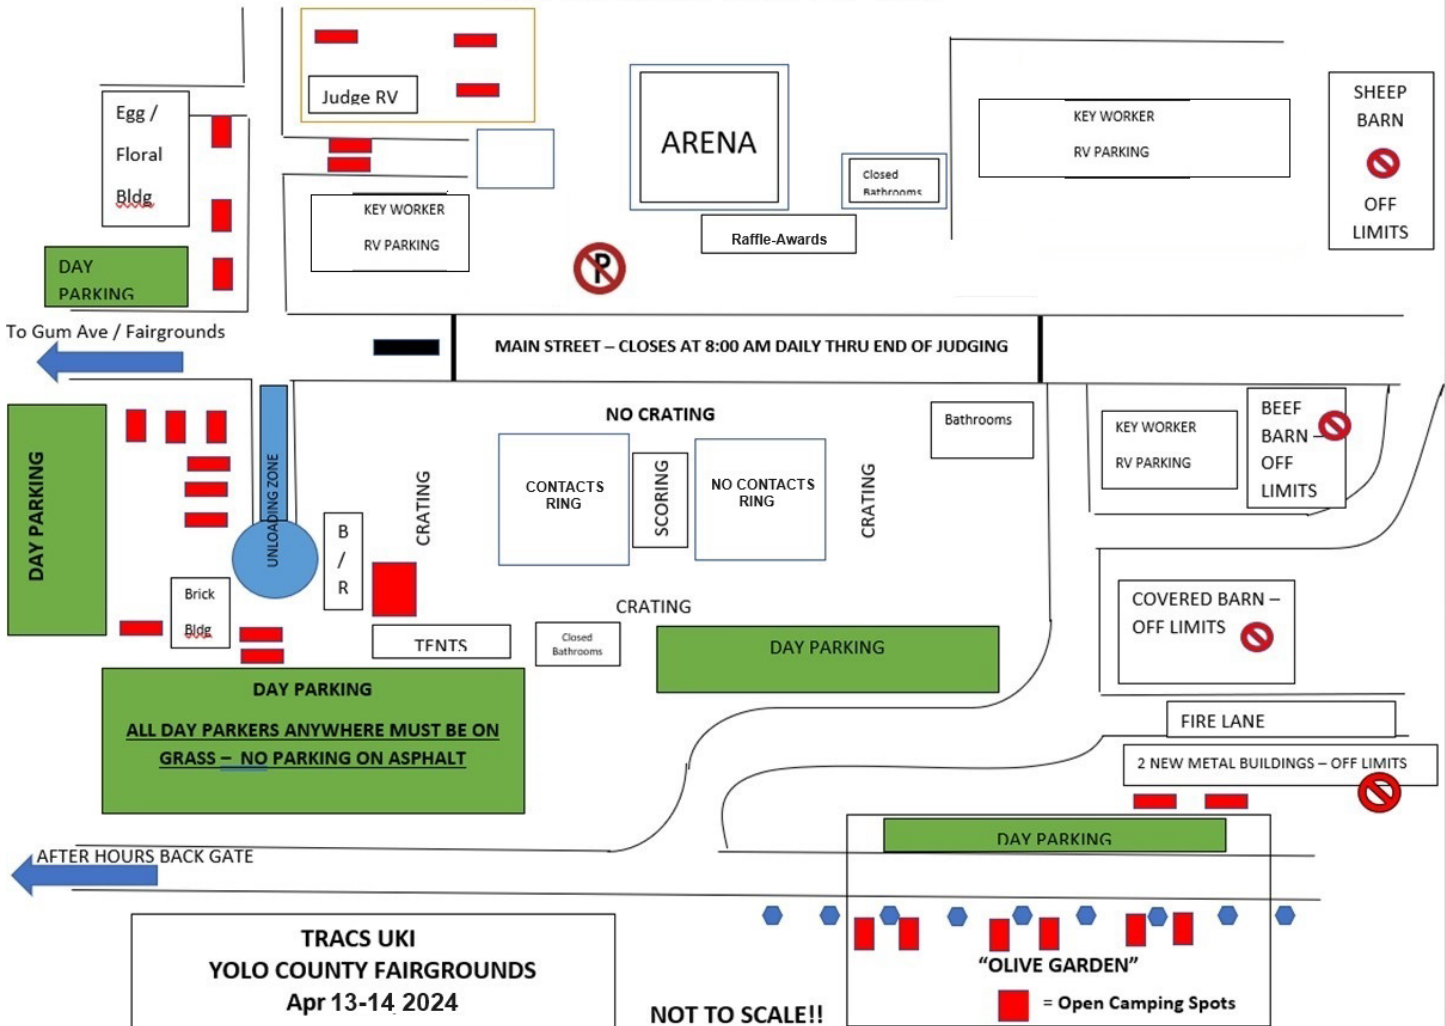 Judge RV
Egg /
Floral
Bldg
DAY
PARKING
KEY WORKER
RV PARKING
ARENA
Closed
Bathrooms
Raffle-Awards
P
KEY WORKER
RV PARKING
SHEEP
BARN
OFF
LIMITS
To Gum Ave / Fairgrounds
MAIN STREET – CLOSES AT 8:00 AM DAILY THRU END OF JUDGING
DAY PARKING
UNLOADING ZONE
B
/
R
Brick
Bldg
CRATING
NO CRATING
CONTACTS
RING
SCORING
NO CONTACTS
RING
CRATING
Bathrooms
KEY WORKER
RV PARKING
BEEF
BARN –
OFF
LIMITS
CRATING
TENTS
Closed
Bathrooms
DAY PARKING
COVERED BARN –
OFF LIMITS
FIRE LANE
2 NEW METAL BUILDINGS – OFF LIMITS
DAY PARKING
ALL DAY PARKERS ANYWHERE MUST BE ON
GRASS – NO PARKING ON ASPHALT
DAY PARKING
AFTER HOURS BACK GATE
TRACS UKI
YOLO COUNTY FAIRGROUNDS
Apr 13-14 2024
NOT TO SCALE!!
“OLIVE GARDEN”
= Open Camping Spots